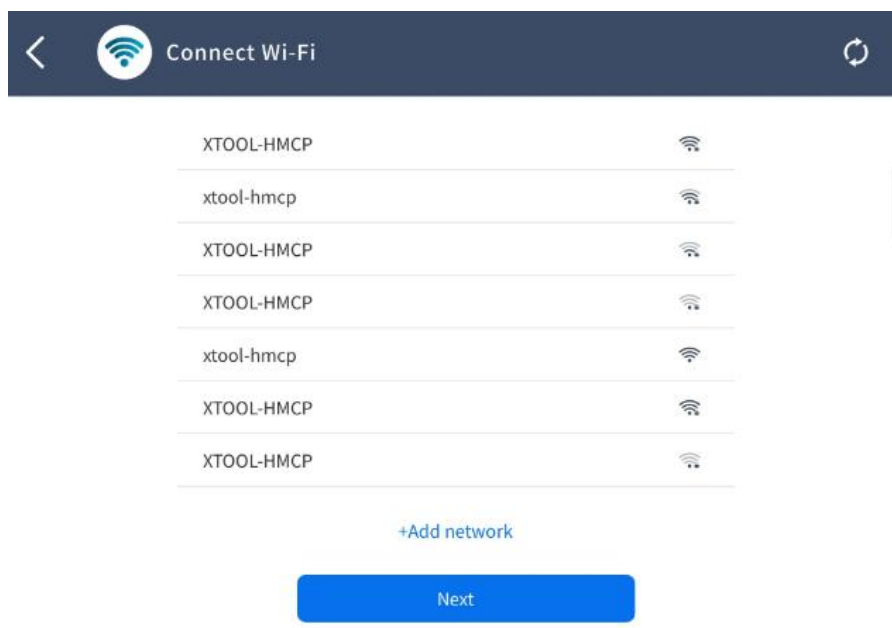 Connect Wi-Fi
XTOOL-HMCP
xtool-hmcp
XTOOL-HMCP
XTOOL-HMCP
xtool-hmcp
XTOOL-HMCP
XTOOL-HMCP
+Add network
Next